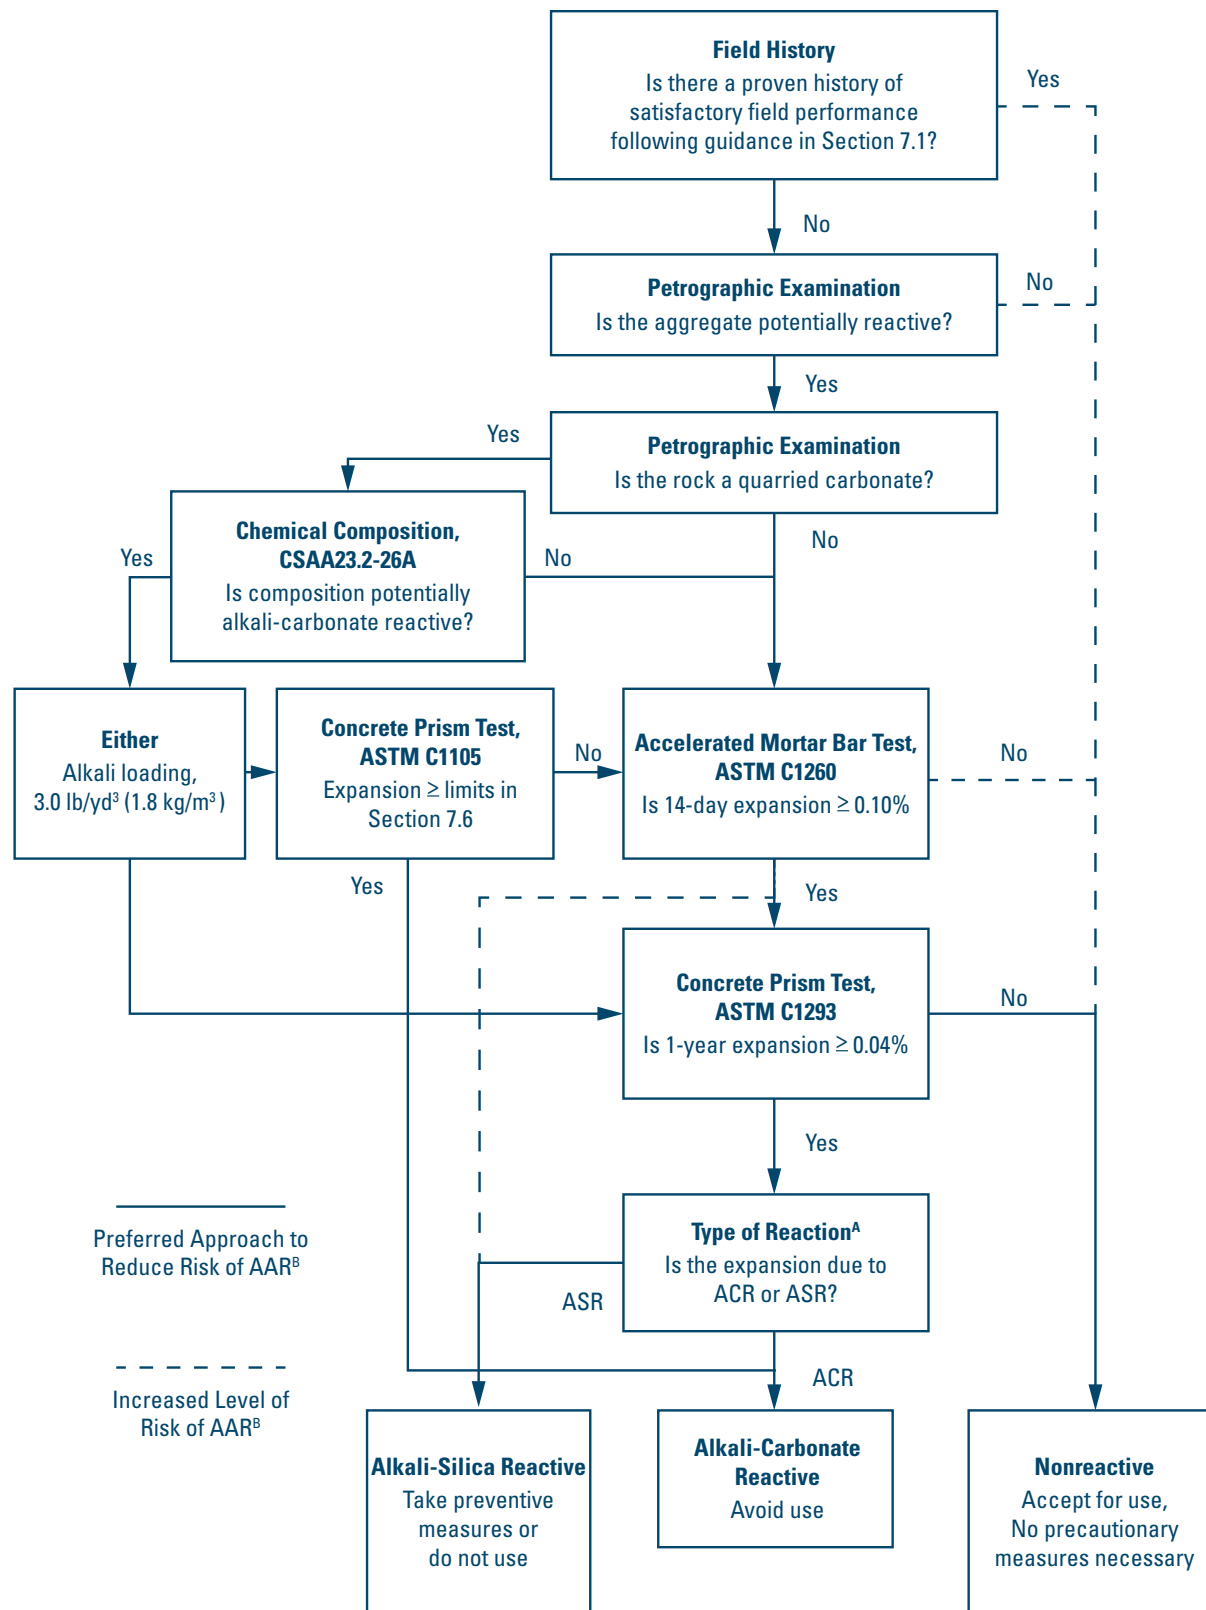 Field History
Is there a proven history of
satisfactory field performance
following guidance in Section 7.1?
Yes
No
Petrographic Examination
Is the aggregate potentially reactive?
No
Yes
Petrographic Examination
Is the rock a quarried carbonate?
Yes
No
Chemical Composition,
CSAA23.2-26A
Is composition potentially
alkali-carbonate reactive?
Yes
No
Either
Alkali loading,
3.0 lb/yd³ (1.8 kg/m³)
Concrete Prism Test,
ASTM C1105
Expansion ≥ limits in
Section 7.6
No
Yes
Accelerated Mortar Bar Test,
ASTM C1260
Is 14-day expansion ≥ 0.10%
No
Yes
Concrete Prism Test,
ASTM C1293
Is 1-year expansion ≥ 0.04%
No
Yes
Type of Reactionᴬ
Is the expansion due to
ACR or ASR?
ASR
ACR
Preferred Approach to
Reduce Risk of AARᴮ
Increased Level of
Risk of AARᴮ
Alkali-Silica Reactive
Take preventive
measures or
do not use
Alkali-Carbonate
Reactive
Avoid use
Nonreactive
Accept for use,
No precautionary
measures necessary